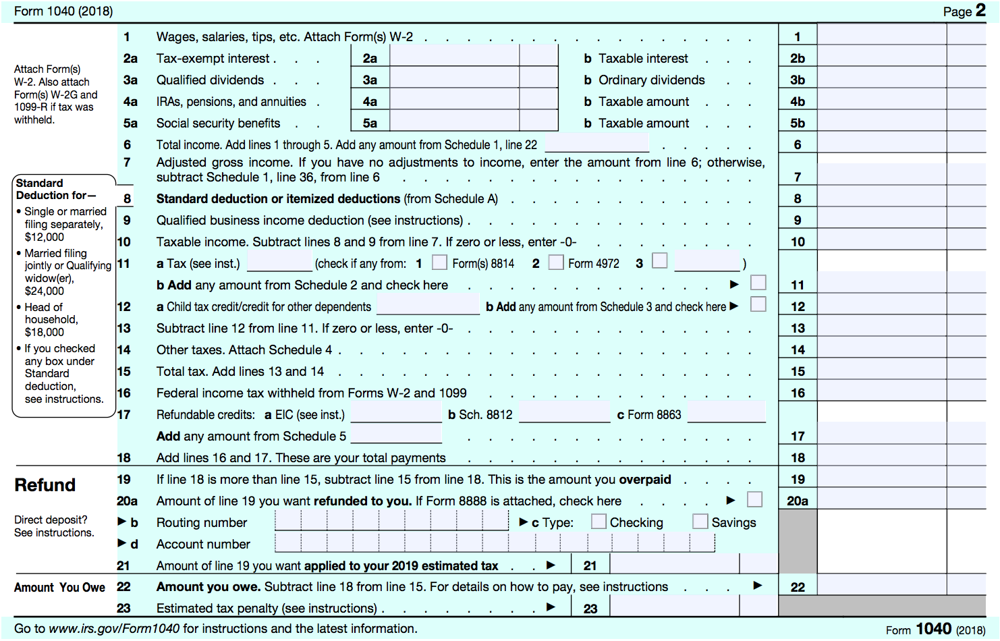 Form 1040 (2018) Page 2
Attach Form(s)
W-2. Also attach
Form(s) W-2G and
1099-R if tax was
withheld.
1 Wages, salaries, tips, etc. Attach Form(s) W-2 . . . . . . . . . . . . . . . . 1
2a Tax-exempt interest . . . 2a b Taxable interest . . . 2b
3a Qualified dividends . . . 3a b Ordinary dividends . . 3b
4a IRAs, pensions, and annuities . 4a b Taxable amount . . . 4b
5a Social security benefits . . 5a b Taxable amount . . . 5b
6 Total income. Add lines 1 through 5. Add any amount from Schedule 1, line 22 . . . . . 6
7 Adjusted gross income. If you have no adjustments to income, enter the amount from line 6; otherwise,
subtract Schedule 1, line 36, from line 6 . . . . . . . . . . . . . . . . . 7
Standard
Deduction for—
• Single or married
filing separately,
$12,000
• Married filing
jointly or Qualifying
widow(er),
$24,000
• Head of
household,
$18,000
• If you checked
any box under
Standard
deduction,
see instructions.
8 Standard deduction or itemized deductions (from Schedule A) . . . . . . . . . . . . 8
9 Qualified business income deduction (see instructions) . . . . . . . . . . . . . . 9
10 Taxable income. Subtract lines 8 and 9 from line 7. If zero or less, enter -0- . . . . . . . . 10
11 a Tax (see inst.) (check if any from: 1 Form(s) 8814 2 Form 4972 3 )
b Add any amount from Schedule 2 and check here . . . . . . . . . . . . ▶ 11
12 a Child tax credit/credit for other dependents b Add any amount from Schedule 3 and check here ▶ 12
13 Subtract line 12 from line 11. If zero or less, enter -0- . . . . . . . . . . . . . . 13
14 Other taxes. Attach Schedule 4 . . . . . . . . . . . . . . . . . . . . 14
15 Total tax. Add lines 13 and 14 . . . . . . . . . . . . . . . . . . . . 15
16 Federal income tax withheld from Forms W-2 and 1099 . . . . . . . . . . . . . 16
17 Refundable credits: a EIC (see inst.) b Sch. 8812 c Form 8863
Add any amount from Schedule 5 . . . . . . . . . . . . . . 17
18 Add lines 16 and 17. These are your total payments . . . . . . . . . . . . . . 18
Refund
19 If line 18 is more than line 15, subtract line 15 from line 18. This is the amount you overpaid . . . . 19
20a Amount of line 19 you want refunded to you. If Form 8888 is attached, check here . . . . ▶ 20a
Direct deposit?
See instructions.
▶ b Routing number ▶ c Type: Checking Savings
▶ d Account number
21 Amount of line 19 you want applied to your 2019 estimated tax . . ▶ 21
Amount You Owe 22 Amount you owe. Subtract line 18 from line 15. For details on how to pay, see instructions . . . ▶ 22
23 Estimated tax penalty (see instructions) . . . . . . . . ▶ 23
Go to www.irs.gov/Form1040 for instructions and the latest information. Form 1040 (2018)